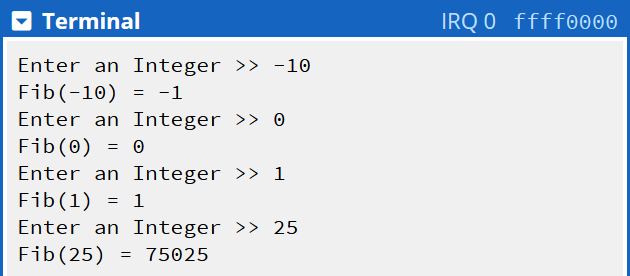 Terminal IRQ 0 ffff0000
Enter an Integer >> -10
Fib(-10) = -1
Enter an Integer >> 0
Fib(0) = 0
Enter an Integer >> 1
Fib(1) = 1
Enter an Integer >> 25
Fib(25) = 75025